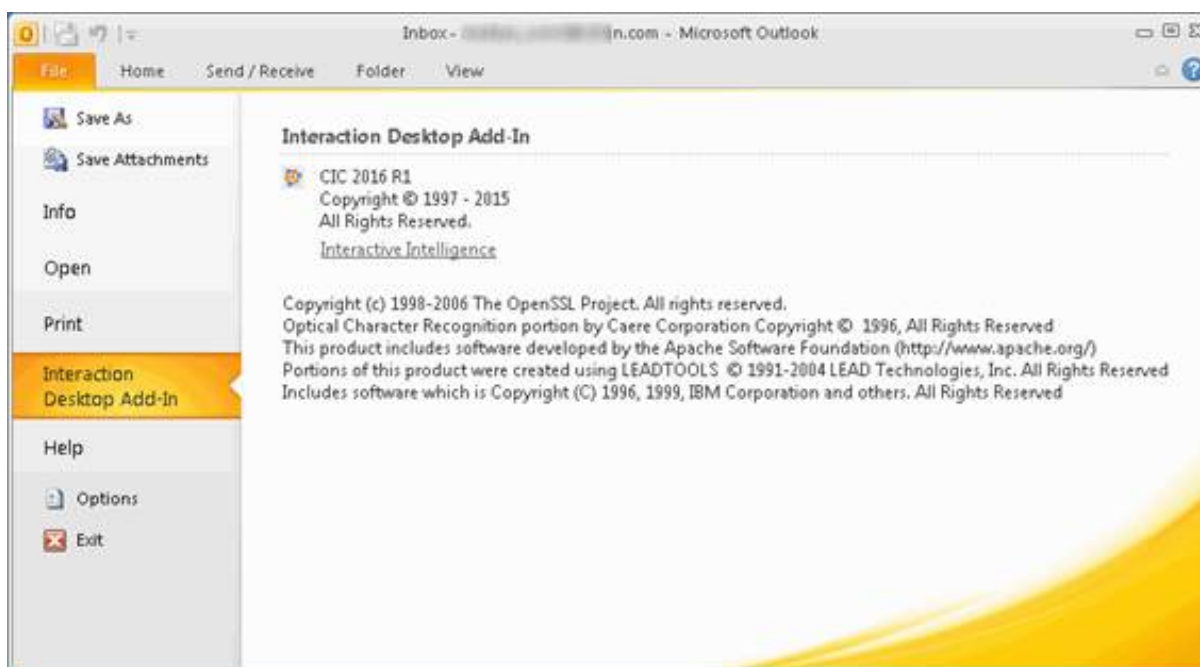 Inbox - n.com - Microsoft Outlook
File Home Send / Receive Folder View
Save As
Save Attachments
Info
Open
Print
Interaction
Desktop Add-In
Help
Options
Exit
Interaction Desktop Add-In
CIC 2016 R1
Copyright © 1997 - 2015
All Rights Reserved.
Interactive Intelligence
Copyright (c) 1998-2006 The OpenSSL Project. All rights reserved.
Optical Character Recognition portion by Caere Corporation Copyright © 1996, All Rights Reserved
This product includes software developed by the Apache Software Foundation (http://www.apache.org/)
Portions of this product were created using LEADTOOLS © 1991-2004 LEAD Technologies, Inc. All Rights Reserved
Includes software which is Copyright (C) 1996, 1999, IBM Corporation and others. All Rights Reserved